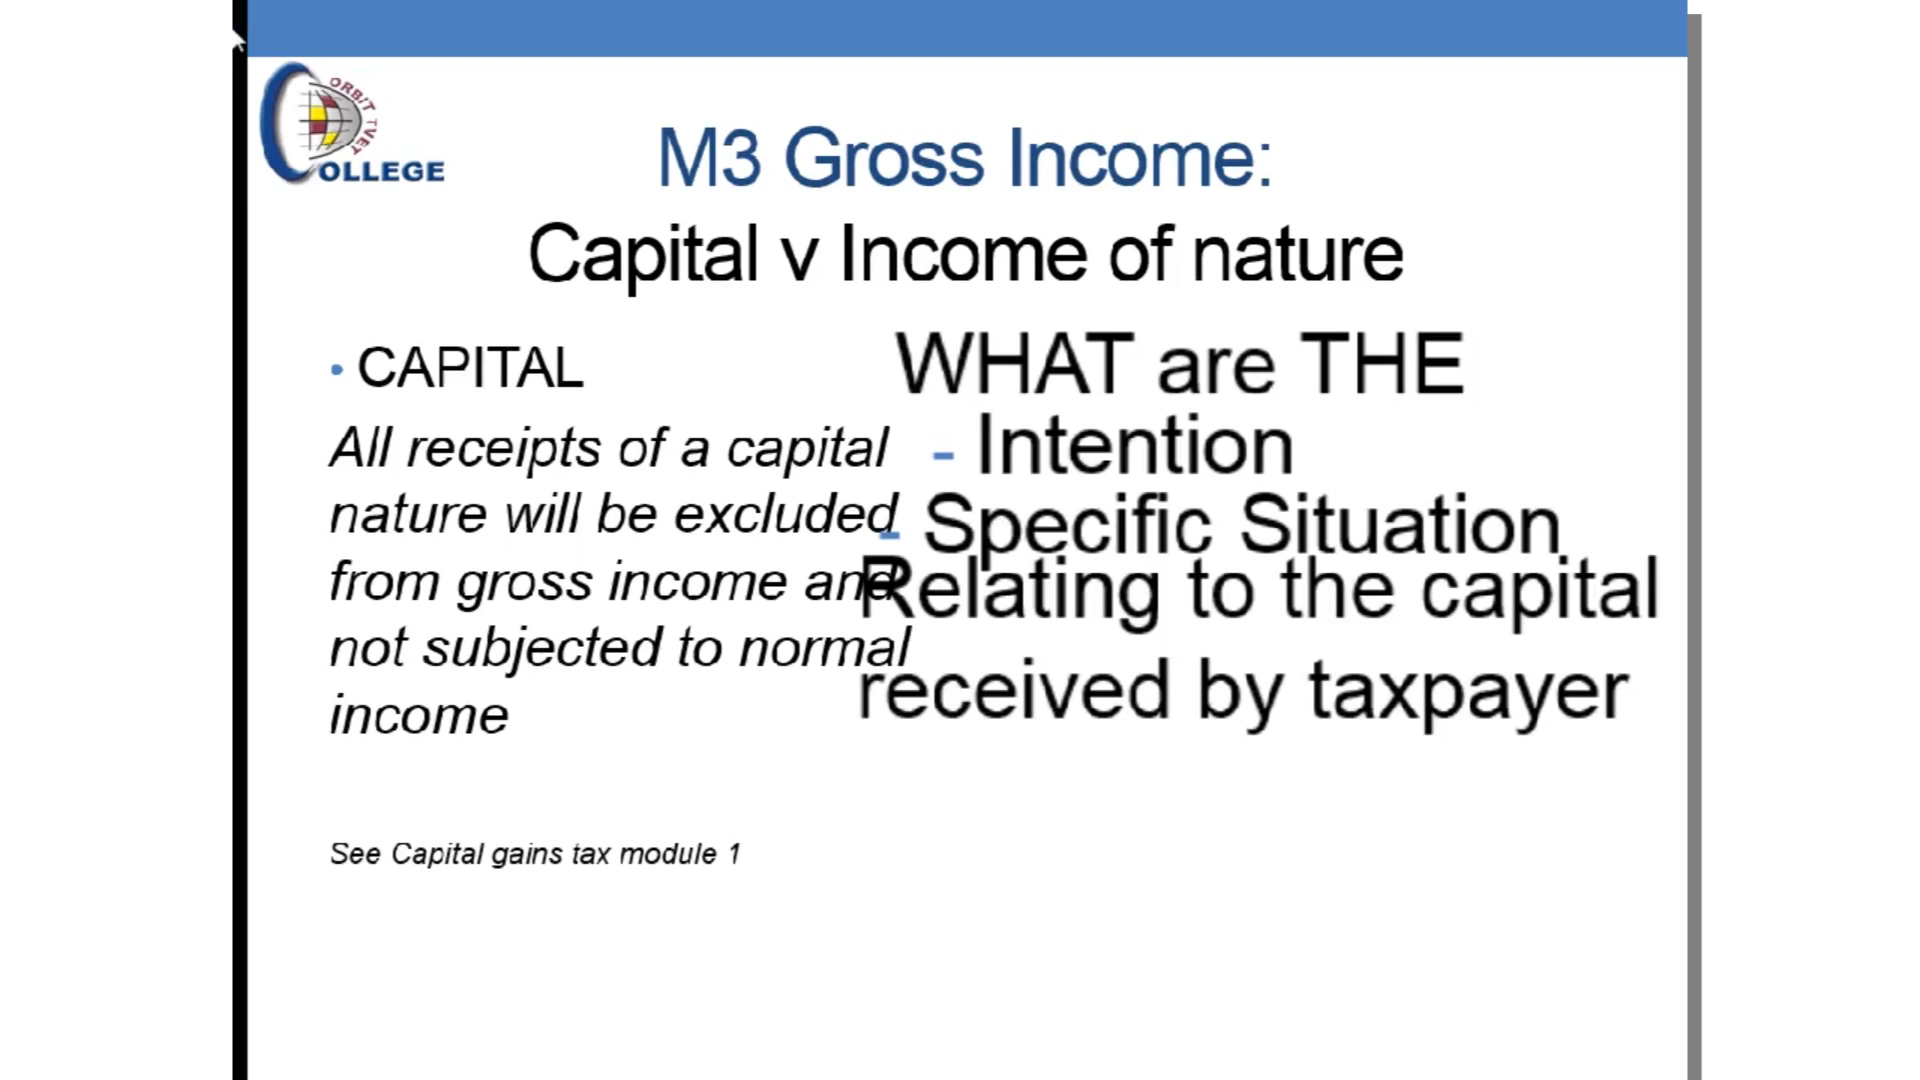 ORBIT TVET
COLLEGE
M3 Gross Income:
Capital v Income of nature
• CAPITAL
All receipts of a capital
nature will be excluded
from gross income and
not subjected to normal
income
See Capital gains tax module 1
WHAT are THE
- Intention
- Specific Situation
Relating to the capital
received by taxpayer